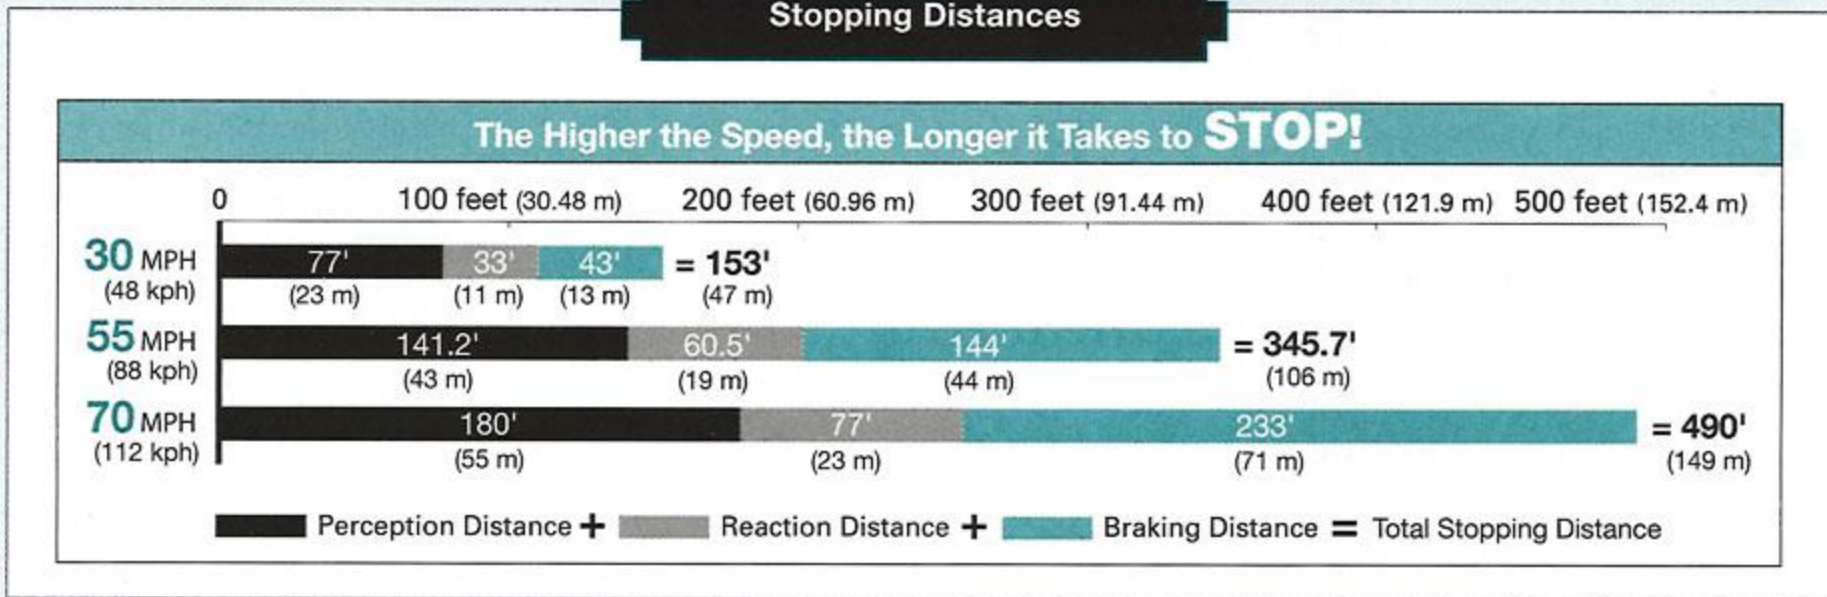 Stopping Distances
The Higher the Speed, the Longer it Takes to STOP!
0 100 feet (30.48 m) 200 feet (60.96 m) 300 feet (91.44 m) 400 feet (121.9 m) 500 feet (152.4 m)
30 MPH 77' 33' 43' = 153'
(48 kph) (23 m) (11 m) (13 m) (47 m)
55 MPH 141.2' 60.5' 144' = 345.7'
(88 kph) (43 m) (19 m) (44 m) (106 m)
70 MPH 180' 77' 233' = 490'
(112 kph) (55 m) (23 m) (71 m) (149 m)
Perception Distance + Reaction Distance + Braking Distance = Total Stopping Distance